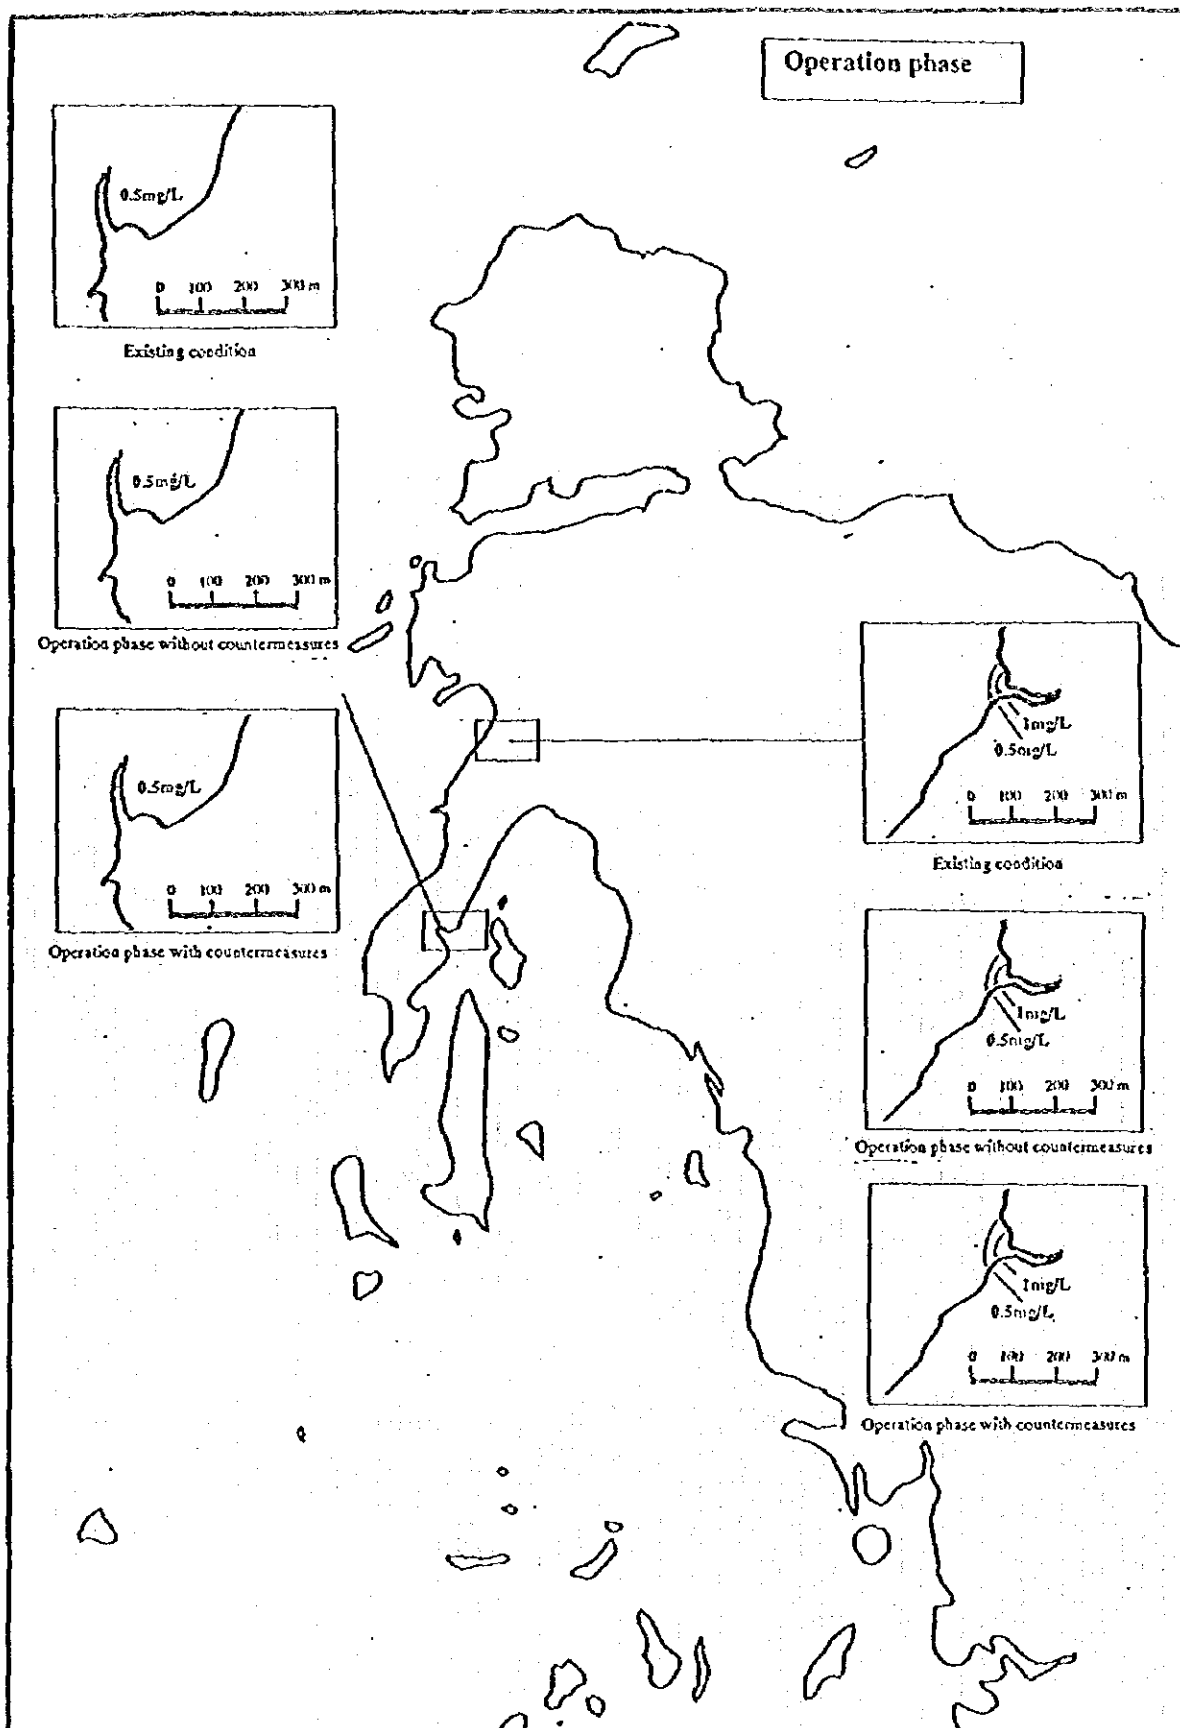 Operation phase
0.5mg/L
0 100 200 300 m
Existing condition
0.5mg/L
0 100 200 300 m
Operation phase without countermeasures
0.5mg/L
0 100 200 300 m
Operation phase with countermeasures
1mg/L
0.5mg/L
0 100 200 300 m
Existing condition
1mg/L
0.5mg/L
0 100 200 300 m
Operation phase without countermeasures
1mg/L
0.5mg/L
0 100 200 300 m
Operation phase with countermeasures